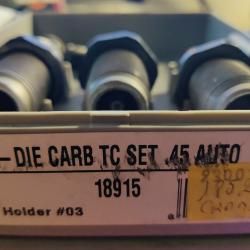 – DIE CARB TC SET .45 AUTO
18915
Holder #03